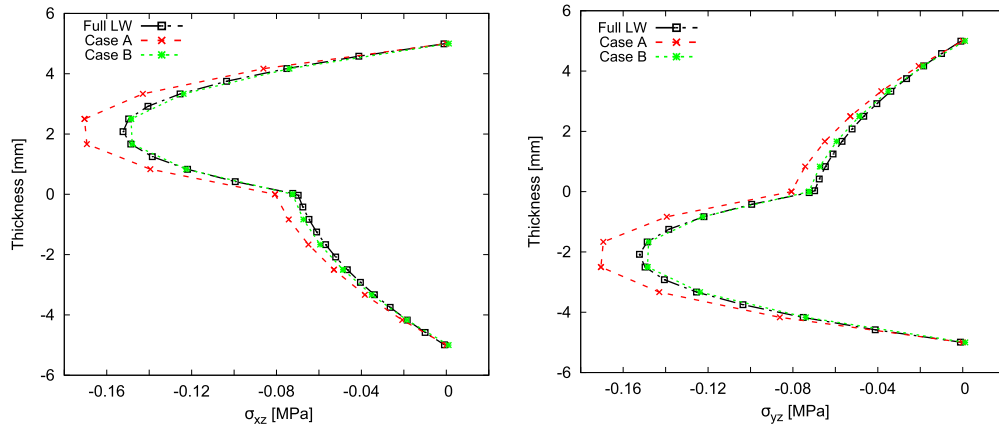 Full LW
Case A
Case B
6
4
2
0
-2
-4
-6
Thickness [mm]
-0.16
-0.12
-0.08
-0.04
0
σxz [MPa]
Full LW
Case A
Case B
6
4
2
0
-2
-4
-6
Thickness [mm]
-0.16
-0.12
-0.08
-0.04
0
σyz [MPa]